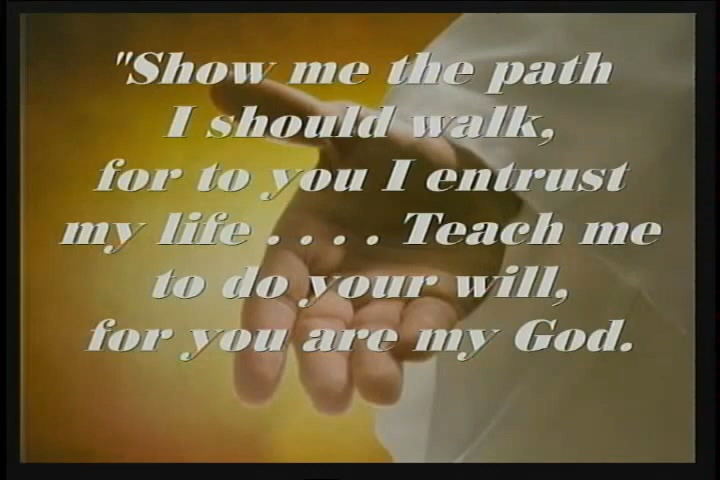 "Show me the path
I should walk,
for to you I entrust
my life . . . . Teach me
to do your will,
for you are my God.